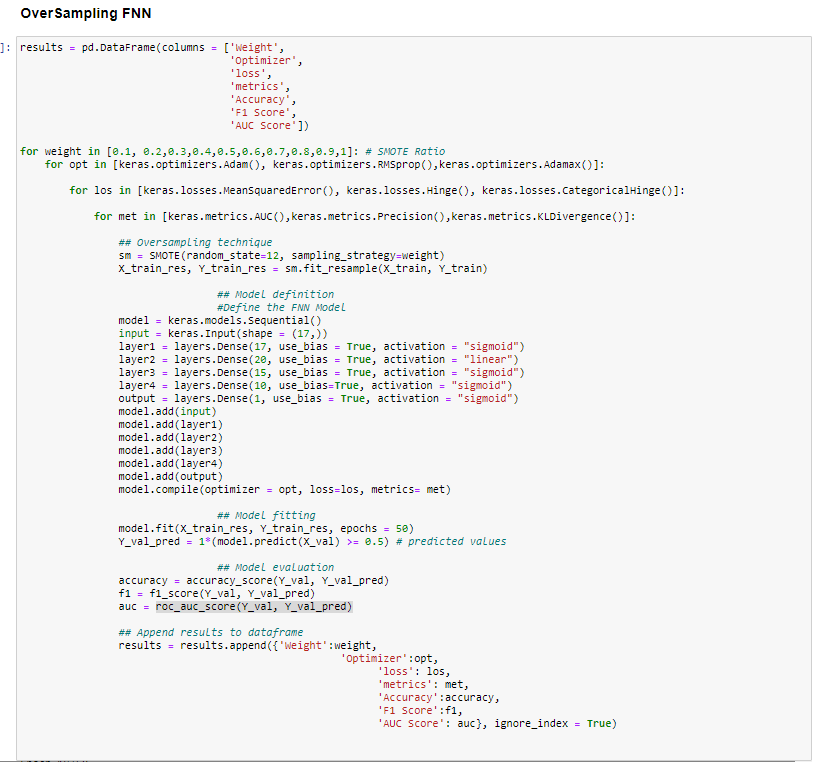 OverSampling FNN
]: results = pd.DataFrame(columns = ['Weight',
'Optimizer',
'loss',
'metrics',
'Accuracy',
'F1 Score',
'AUC Score'])
for weight in [0.1, 0.2,0.3,0.4,0.5,0.6,0.7,0.8,0.9,1]: # SMOTE Ratio
for opt in [keras.optimizers.Adam(), keras.optimizers.RMSprop(),keras.optimizers.Adamax()]:
for los in [keras.losses.MeanSquaredError(), keras.losses.Hinge(), keras.losses.CategoricalHinge()]:
for met in [keras.metrics.AUC(),keras.metrics.Precision(),keras.metrics.KLDivergence()]:
## Oversampling technique
sm = SMOTE(random_state=12, sampling_strategy=weight)
X_train_res, Y_train_res = sm.fit_resample(X_train, Y_train)
## Model definition
#Define the FNN Model
model = keras.models.Sequential()
input = keras.Input(shape = (17,))
layer1 = layers.Dense(17, use_bias = True, activation = "sigmoid")
layer2 = layers.Dense(20, use_bias = True, activation = "linear")
layer3 = layers.Dense(15, use_bias = True, activation = "sigmoid")
layer4 = layers.Dense(10, use_bias=True, activation = "sigmoid")
output = layers.Dense(1, use_bias = True, activation = "sigmoid")
model.add(input)
model.add(layer1)
model.add(layer2)
model.add(layer3)
model.add(layer4)
model.add(output)
model.compile(optimizer = opt, loss=los, metrics= met)
## Model fitting
model.fit(X_train_res, Y_train_res, epochs = 50)
Y_val_pred = 1*(model.predict(X_val) >= 0.5) # predicted values
## Model evaluation
accuracy = accuracy_score(Y_val, Y_val_pred)
f1 = f1_score(Y_val, Y_val_pred)
auc = roc_auc_score(Y_val, Y_val_pred)
## Append results to dataframe
results = results.append({'Weight':weight,
'Optimizer':opt,
'loss': los,
'metrics': met,
'Accuracy':accuracy,
'F1 Score':f1,
'AUC Score': auc}, ignore_index = True)